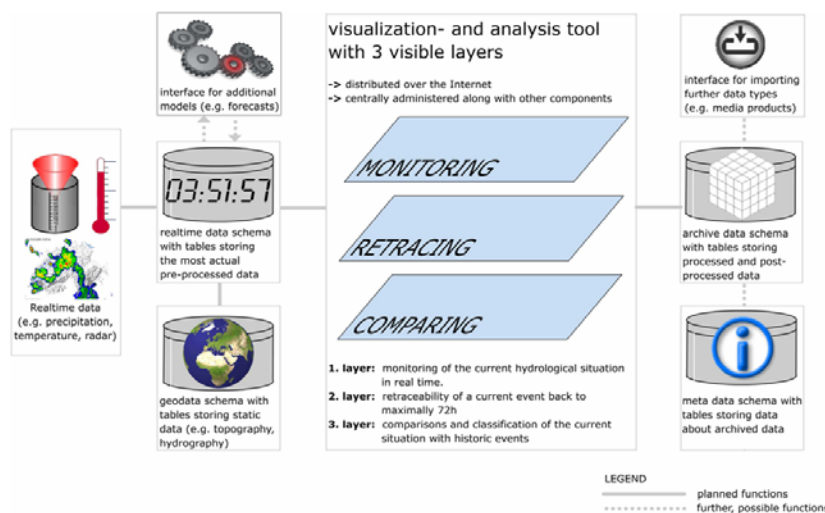 visualization- and analysis tool
with 3 visible layers
-> distributed over the Internet
-> centrally administered along with other components
interface for additional
models (e.g. forecasts)
interface for importing
further data types
(e.g. media products)
MONITORING
RETRACING
COMPARING
03:51:57
realtime data schema
with tables storing
the most actual
pre-processed data
archive data schema
with tables storing
processed and post-
processed data
Realtime data
(e.g. precipitation,
temperature, radar)
geodata schema with
tables storing static
data (e.g. topography,
hydrography)
1. layer: monitoring of the current hydrological situation
in real time.
2. layer: retraceability of a current event back to
maximally 72h
3. layer: comparisons and classification of the current
situation with historic events
i
meta data schema with
tables storing data
about archived data
LEGEND
planned functions
further, possible functions